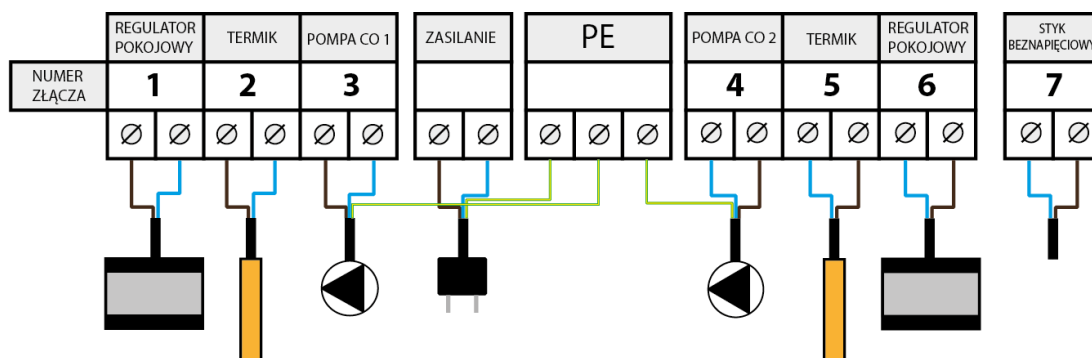 REGULATOR
POKOJOWY
TERMIK
POMPA CO 1
ZASILANIE
PE
POMPA CO 2
TERMIK
REGULATOR
POKOJOWY
STYK
BEZNAPIĘCIOWY
NUMER
ZŁĄCZA
1
2
3
4
5
6
7